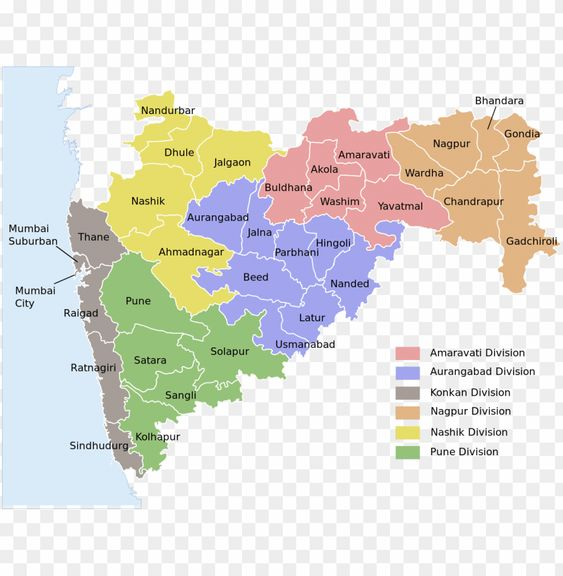 Nandurbar
Bhandara
Gondia
Nagpur
Dhule
Jalgaon
Amaravati
Akola
Wardha
Buldhana
Nashik
Washim
Yavatmal
Chandrapur
Aurangabad
Jalna
Hingoli
Mumbai
Suburban
Thane
Parbhani
Gadchiroli
Ahmadnagar
Beed
Nanded
Mumbai
City
Pune
Raigad
Latur
Usmanabad
Solapur
Satara
Ratnagiri
Sangli
Kolhapur
Sindhudurg
Amaravati Division
Aurangabad Division
Konkan Division
Nagpur Division
Nashik Division
Pune Division